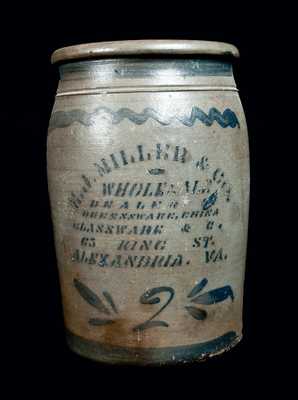 J. MILLER & CO.
WHOLESALE
DEALER
QUEENSWARE, CHINA
GLASSWARE & C.
65 KING ST.
ALEXANDRIA. VA.
2